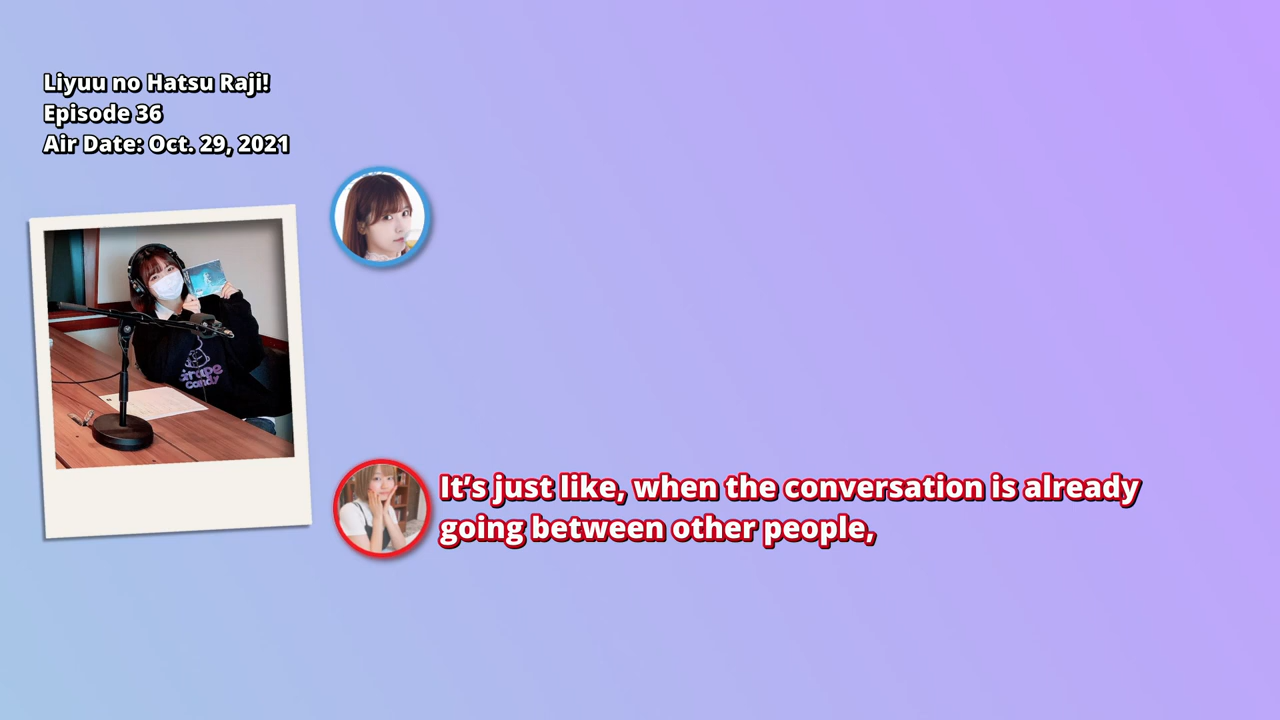 Liyuu no Hatsu Raji!
Episode 36
Air Date: Oct. 29, 2021
grape
candy
It’s just like, when the conversation is already
going between other people,